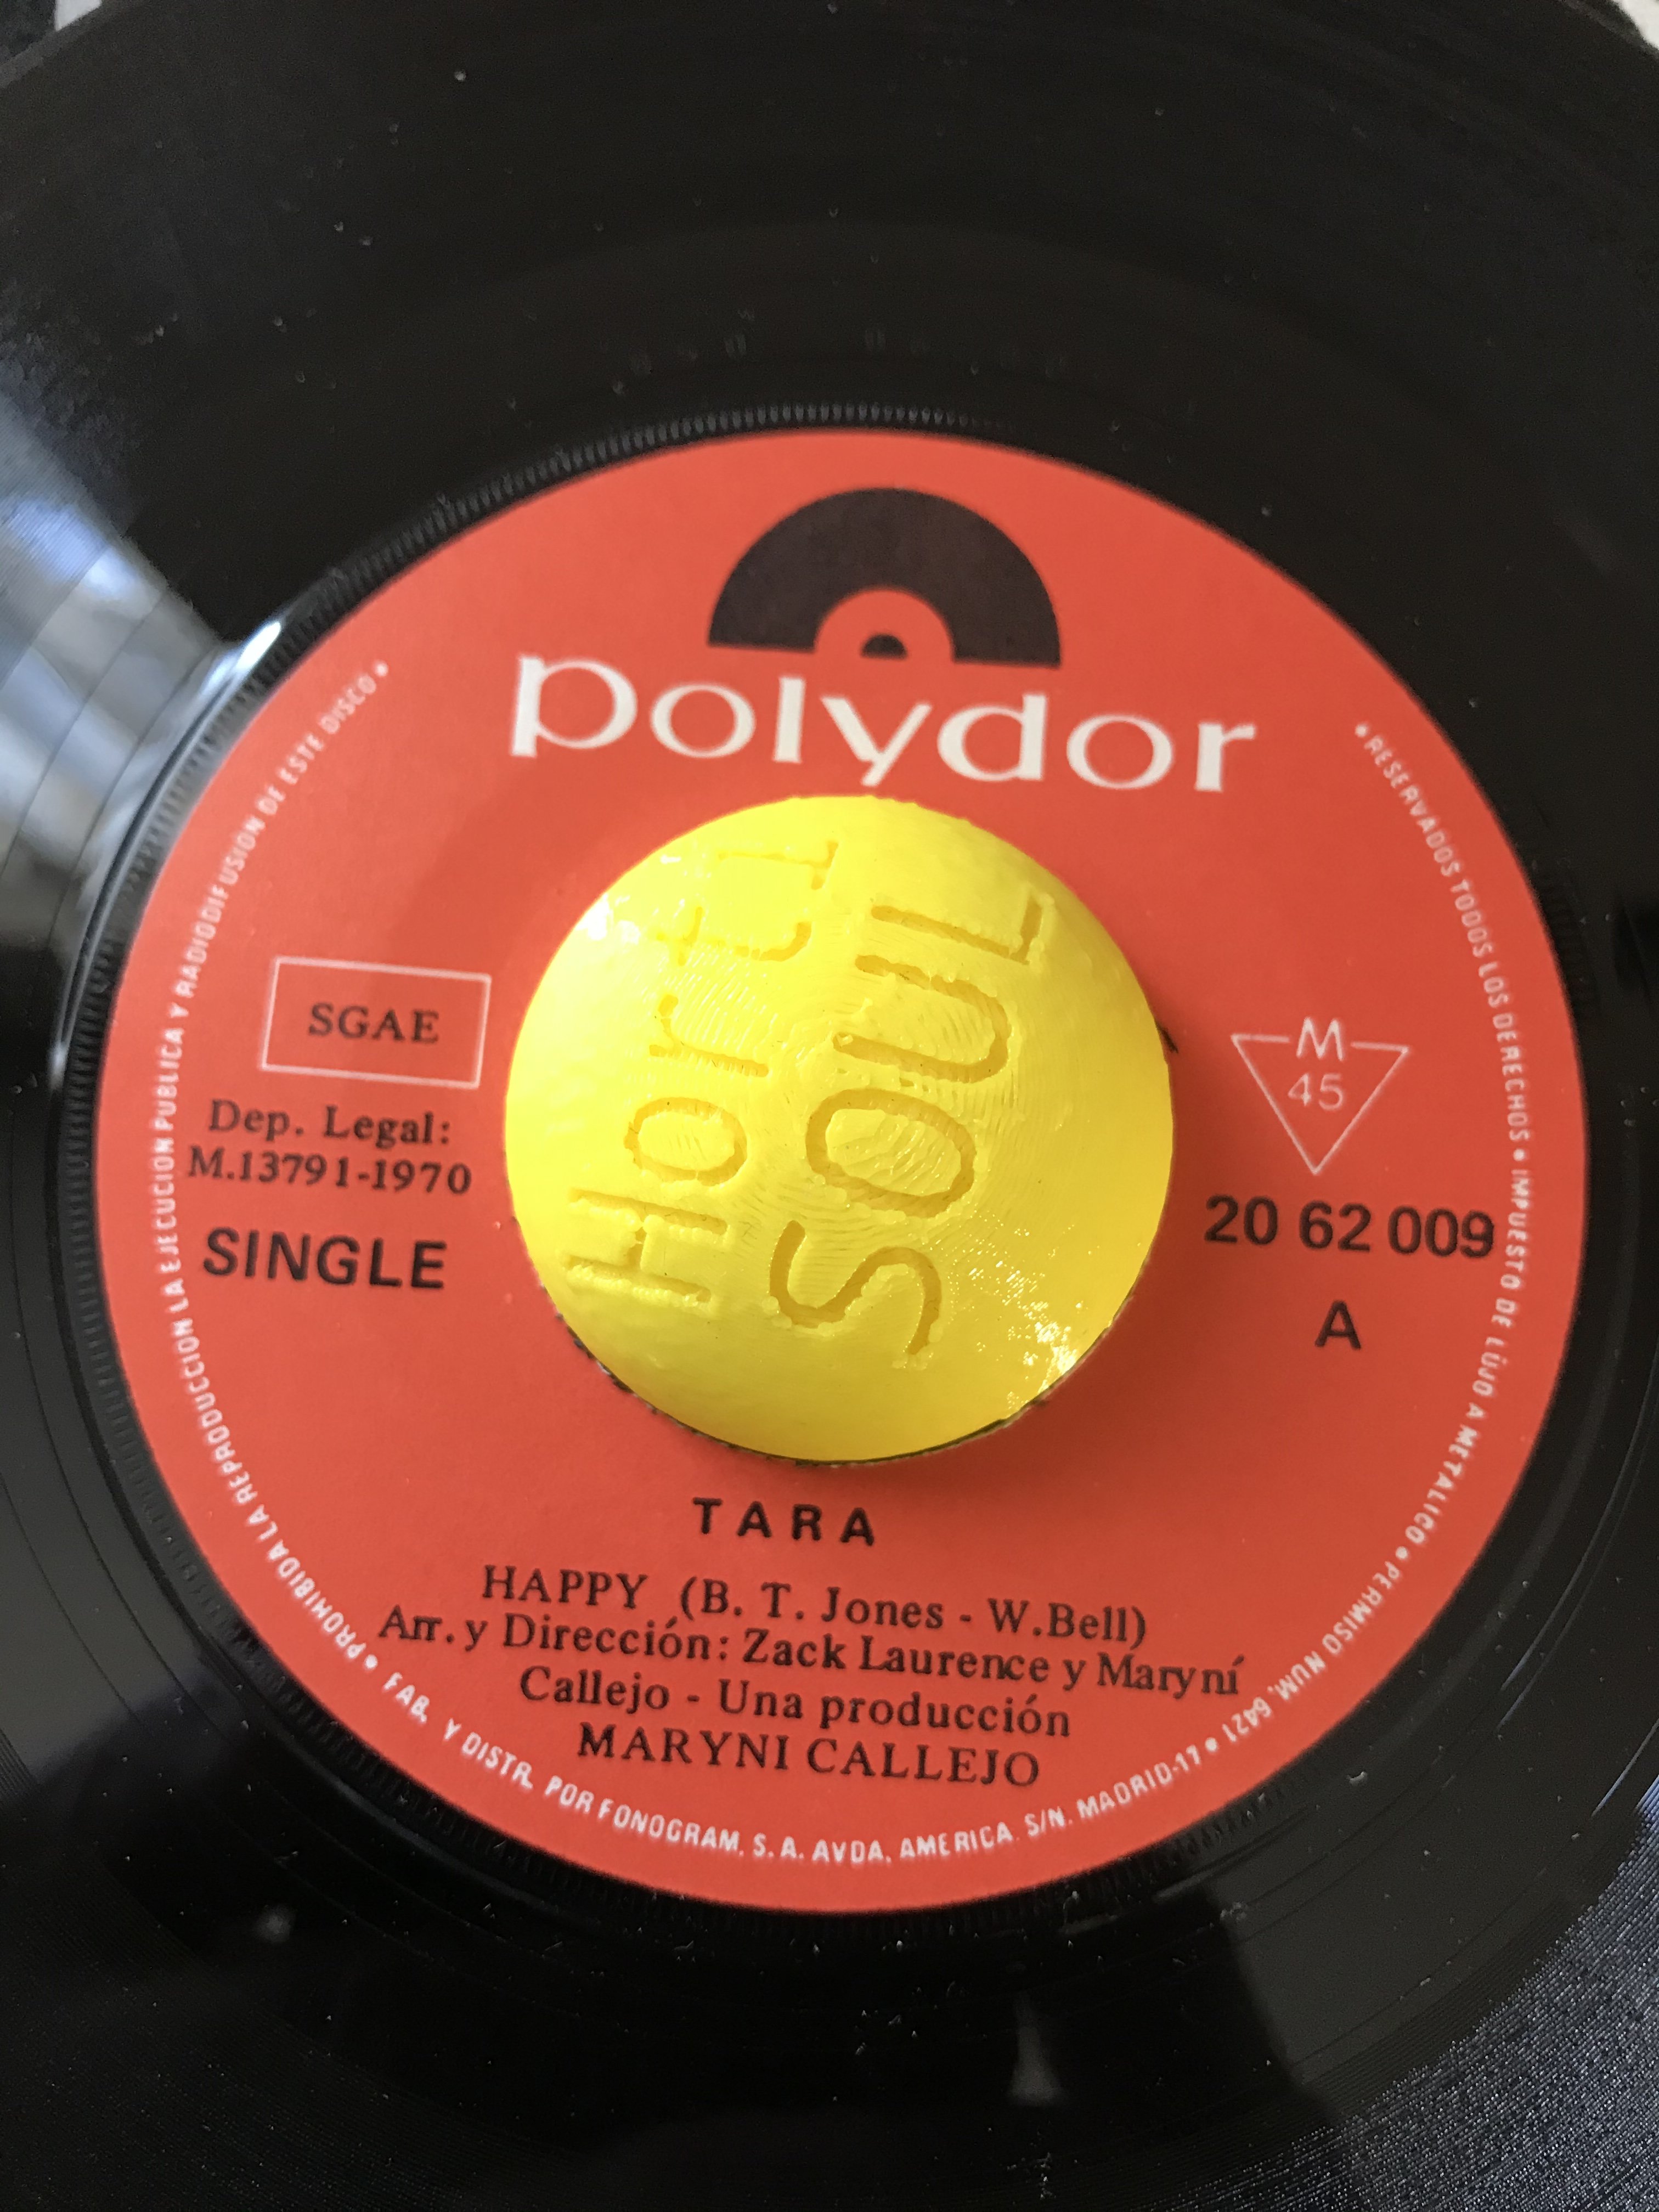 polydor
Horti
SOUL
SGAE
Dep. Legal:
M.13791-1970
SINGLE
M
45
20 62 009
A
TARA
HAPPY (B. T. Jones - W.Bell)
Arr. y Dirección: Zack Laurence y Maryní
Callejo - Una producción
MARYNI CALLEJO
• RESERVADOS TODOS LOS DERECHOS • IMPUESTO DE LUJO A METALICO • PERMISO NUM. 6421 •
FAB. Y DISTR. POR FONOGRAM, S. A. AVDA. AMERICA. S/N. MADRID-17
• PROHIBIDA LA REPRODUCCION LA EJECUCION PUBLICA Y RADIODIFUSION DE ESTE DISCO •